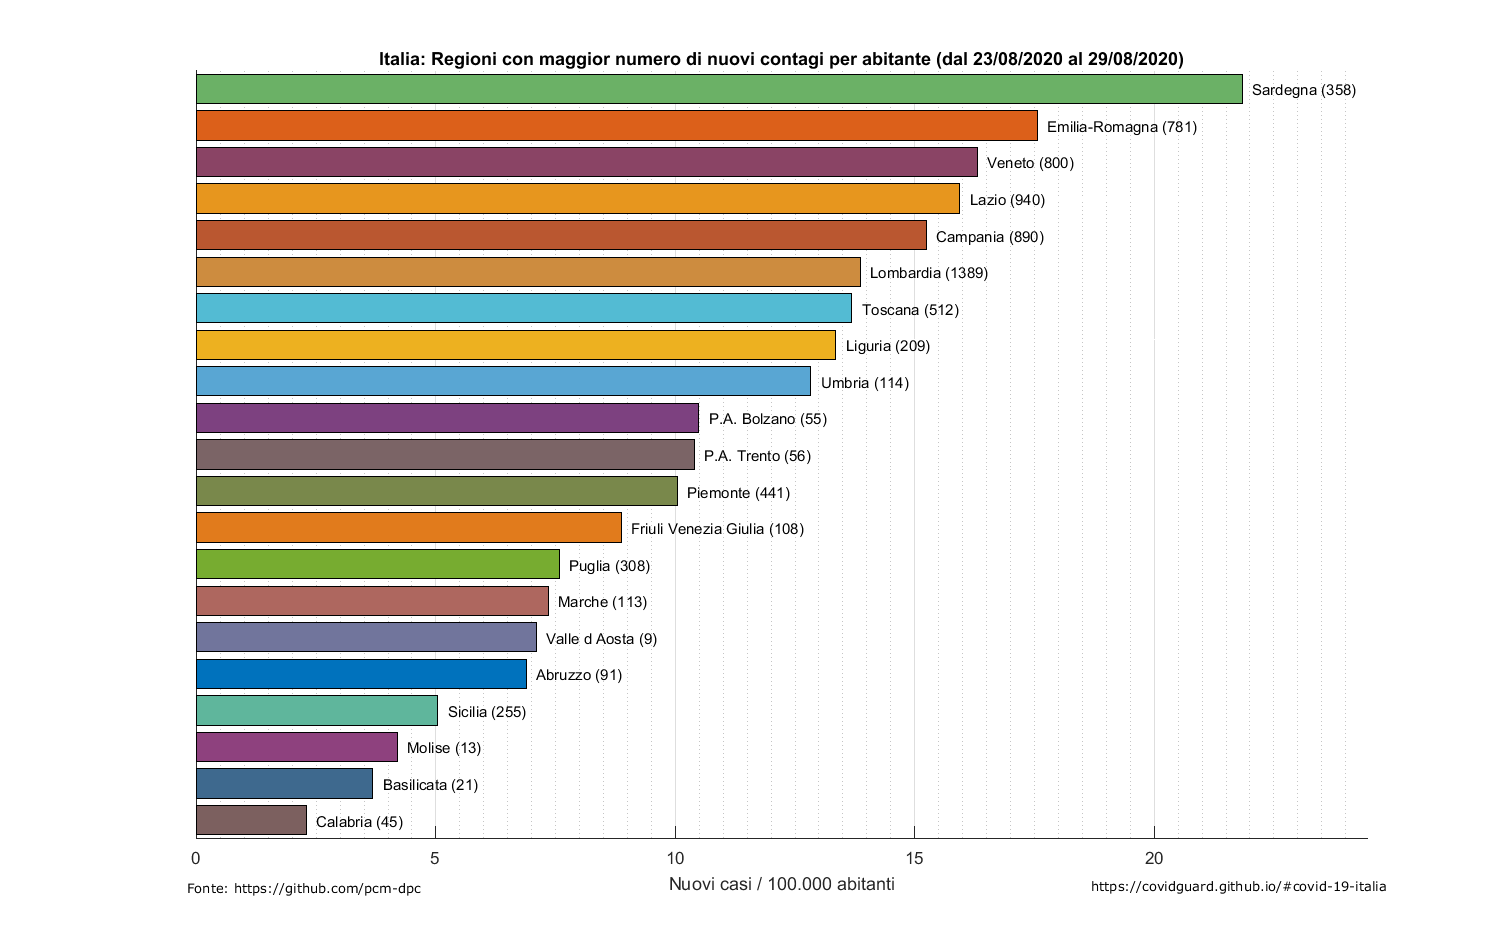 Italia: Regioni con maggior numero di nuovi contagi per abitante (dal 23/08/2020 al 29/08/2020)
Sardegna (358)
Emilia-Romagna (781)
Veneto (800)
Lazio (940)
Campania (890)
Lombardia (1389)
Toscana (512)
Liguria (209)
Umbria (114)
P.A. Bolzano (55)
P.A. Trento (56)
Piemonte (441)
Friuli Venezia Giulia (108)
Puglia (308)
Marche (113)
Valle d Aosta (9)
Abruzzo (91)
Sicilia (255)
Molise (13)
Basilicata (21)
Calabria (45)
0 5 10 15 20
Nuovi casi / 100.000 abitanti
Fonte: https://github.com/pcm-dpc
https://covidguard.github.io/#covid-19-italia